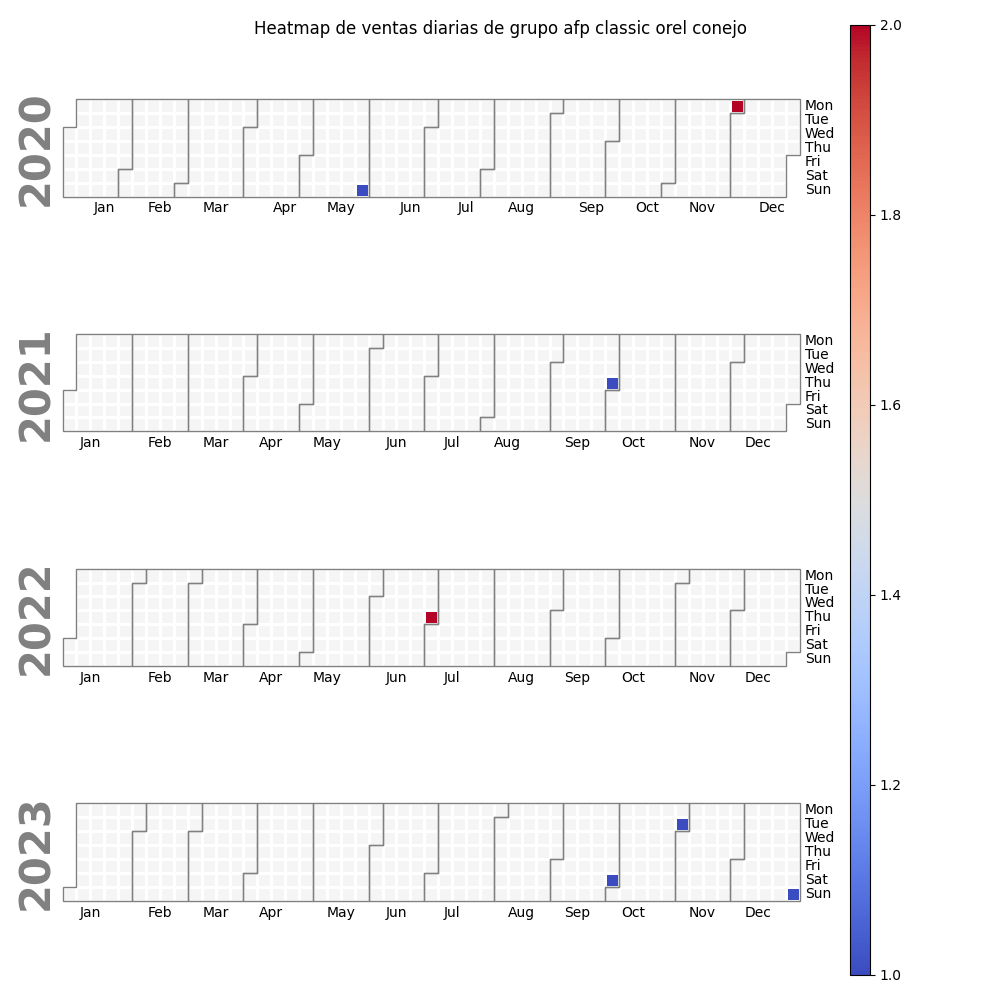 Heatmap de ventas diarias de grupo afp classic orel conejo
2020
Mon
Tue
Wed
Thu
Fri
Sat
Sun
Jan Feb Mar Apr May Jun Jul Aug Sep Oct Nov Dec
2021
Mon
Tue
Wed
Thu
Fri
Sat
Sun
Jan Feb Mar Apr May Jun Jul Aug Sep Oct Nov Dec
2022
Mon
Tue
Wed
Thu
Fri
Sat
Sun
Jan Feb Mar Apr May Jun Jul Aug Sep Oct Nov Dec
2023
Mon
Tue
Wed
Thu
Fri
Sat
Sun
Jan Feb Mar Apr May Jun Jul Aug Sep Oct Nov Dec
2.0
1.8
1.6
1.4
1.2
1.0